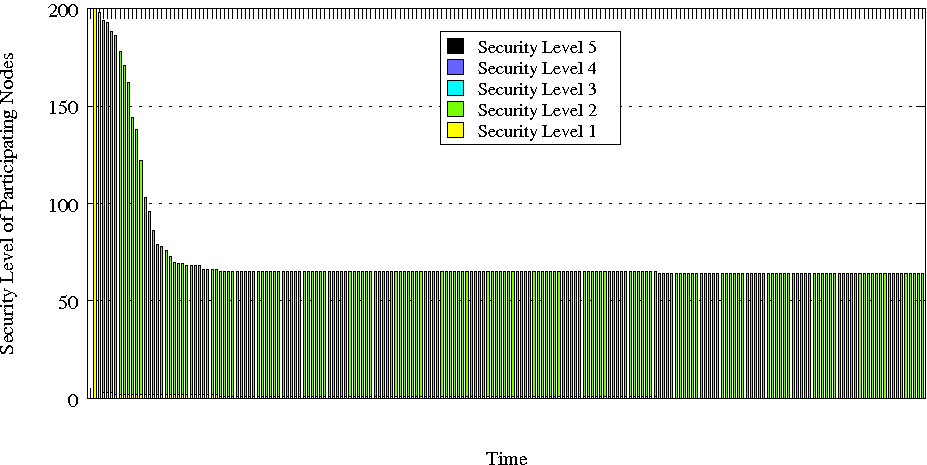 Security Level of Participating Nodes
200
150
100
50
0
Security Level 5
Security Level 4
Security Level 3
Security Level 2
Security Level 1
Time